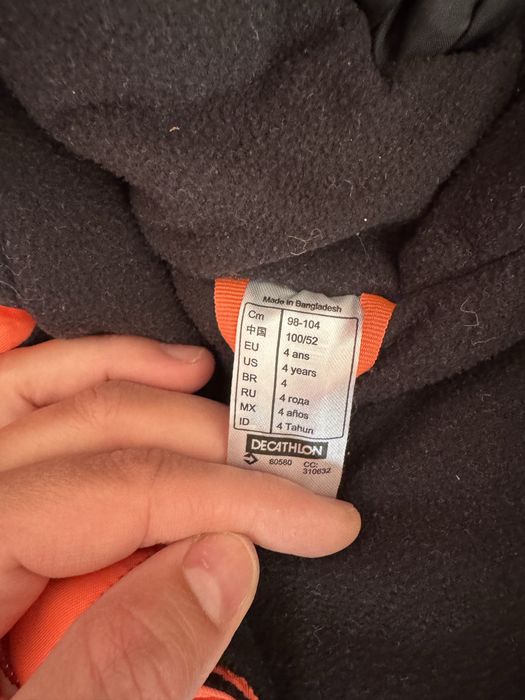 Made in Bangladesh
Cm 98-104
中国 100/52
EU 4 ans
US 4 years
BR 4
RU 4 года
MX 4 años
ID 4 Tahun
DECATHLON
60560 CC:
310632